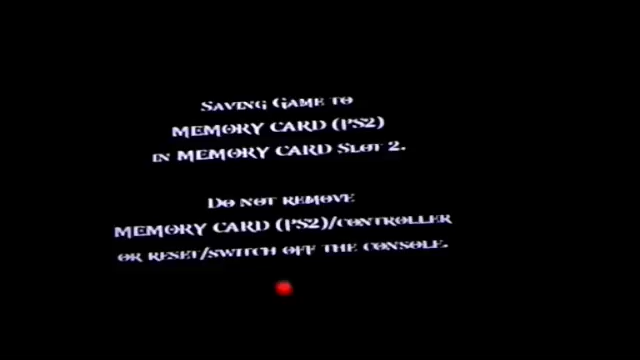 Saving Game to
MEMORY CARD (PS2)
in MEMORY CARD Slot 2.
Do not remove
MEMORY CARD (PS2)/controller
or reset/switch off the console.